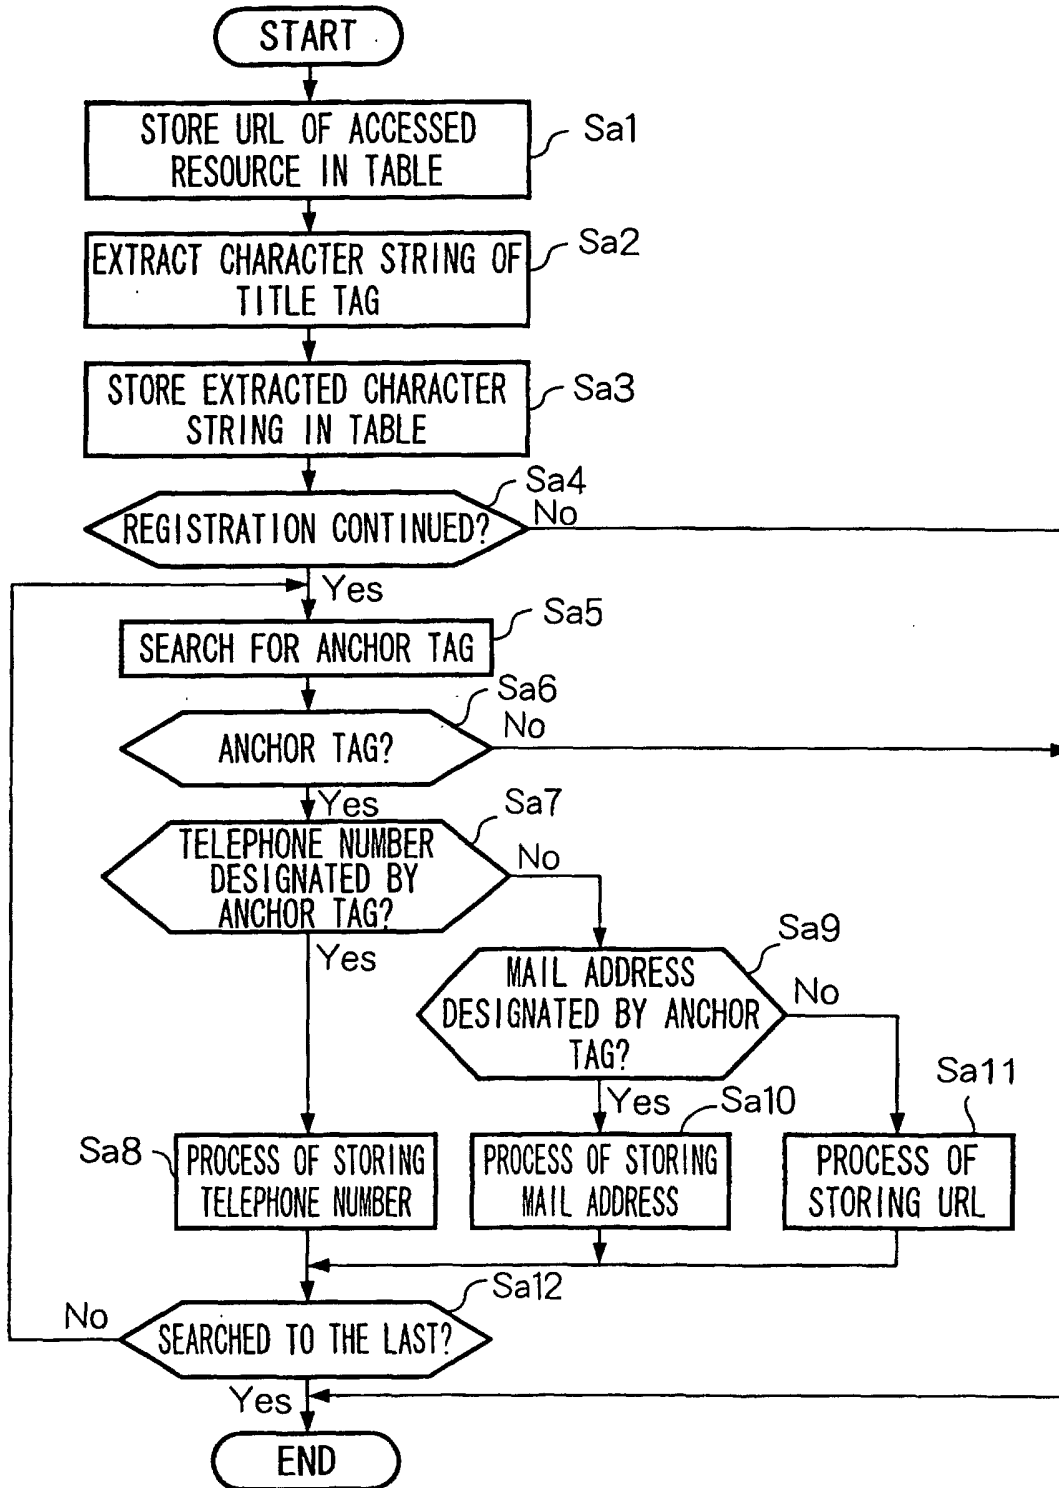 START
STORE URL OF ACCESSED
RESOURCE IN TABLE
Sa1
EXTRACT CHARACTER STRING OF
TITLE TAG
Sa2
STORE EXTRACTED CHARACTER
STRING IN TABLE
Sa3
REGISTRATION CONTINUED?
Sa4
No
Yes
SEARCH FOR ANCHOR TAG
Sa5
ANCHOR TAG?
Sa6
No
Yes
TELEPHONE NUMBER
DESIGNATED BY
ANCHOR TAG?
Sa7
No
Yes
MAIL ADDRESS
DESIGNATED BY ANCHOR
TAG?
Sa9
No
Yes
Sa8
PROCESS OF STORING
TELEPHONE NUMBER
Sa10
PROCESS OF STORING
MAIL ADDRESS
Sa11
PROCESS OF
STORING URL
Sa12
SEARCHED TO THE LAST?
No
Yes
END